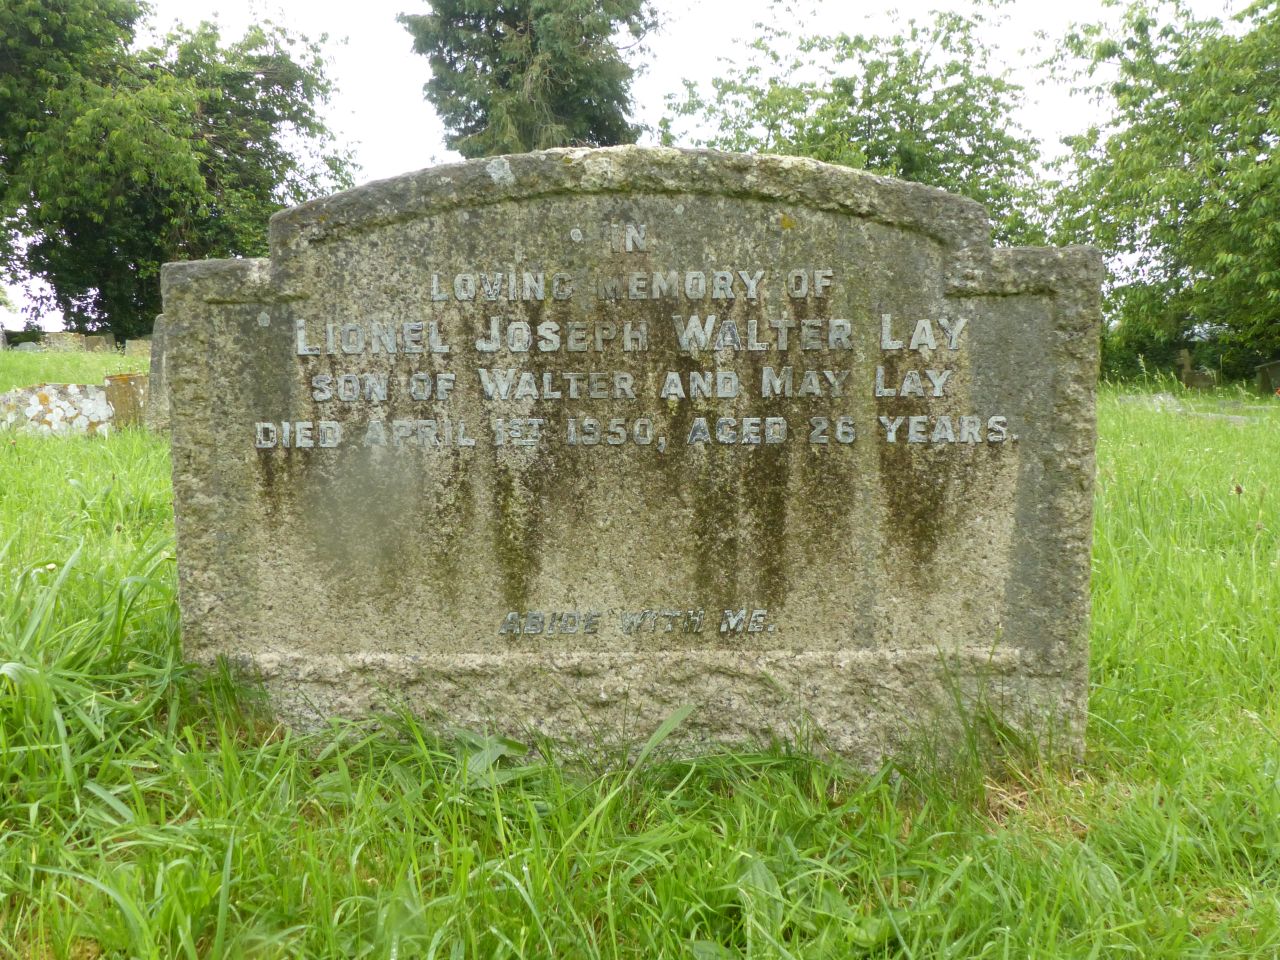 IN
LOVING MEMORY OF
LIONEL JOSEPH WALTER LAY
SON OF WALTER AND MAY LAY
DIED APRIL 1ST 1950, AGED 26 YEARS.
ABIDE WITH ME.